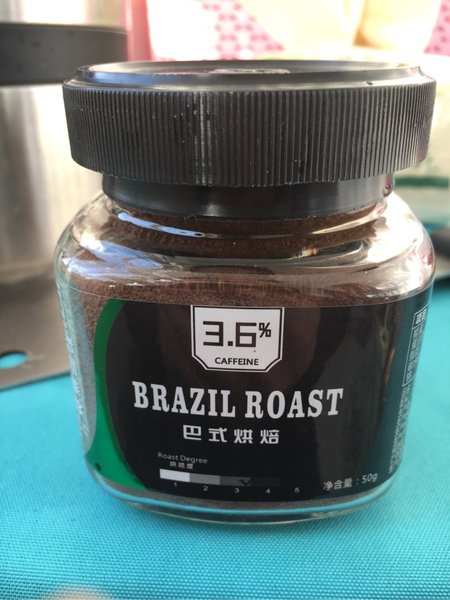 3.6%
CAFFEINE
BRAZIL ROAST
巴式烘焙
Roast Degree
烘焙度
1 2 3 4 5
净含量：50g